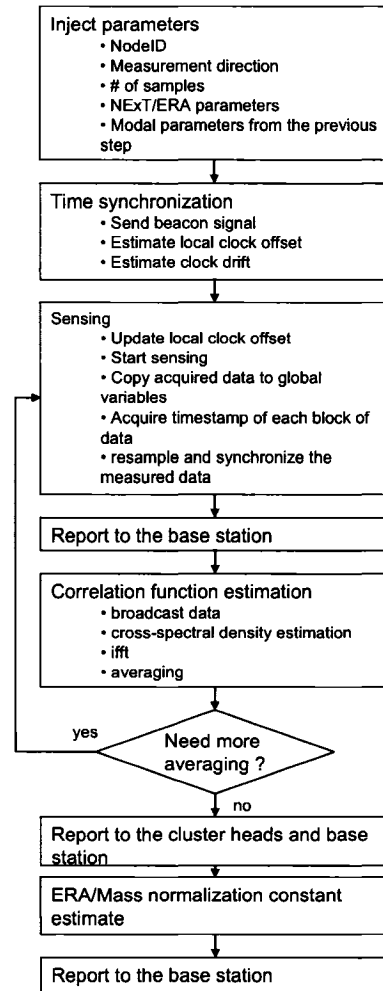 Inject parameters
• NodeID
• Measurement direction
• # of samples
• NExT/ERA parameters
• Modal parameters from the previous
step
Time synchronization
• Send beacon signal
• Estimate local clock offset
• Estimate clock drift
Sensing
• Update local clock offset
• Start sensing
• Copy acquired data to global
variables
• Acquire timestamp of each block of
data
• resample and synchronize the
measured data
Report to the base station
Correlation function estimation
• broadcast data
• cross-spectral density estimation
• ifft
• averaging
yes
Need more
averaging ?
no
Report to the cluster heads and base
station
ERA/Mass normalization constant
estimate
Report to the base station